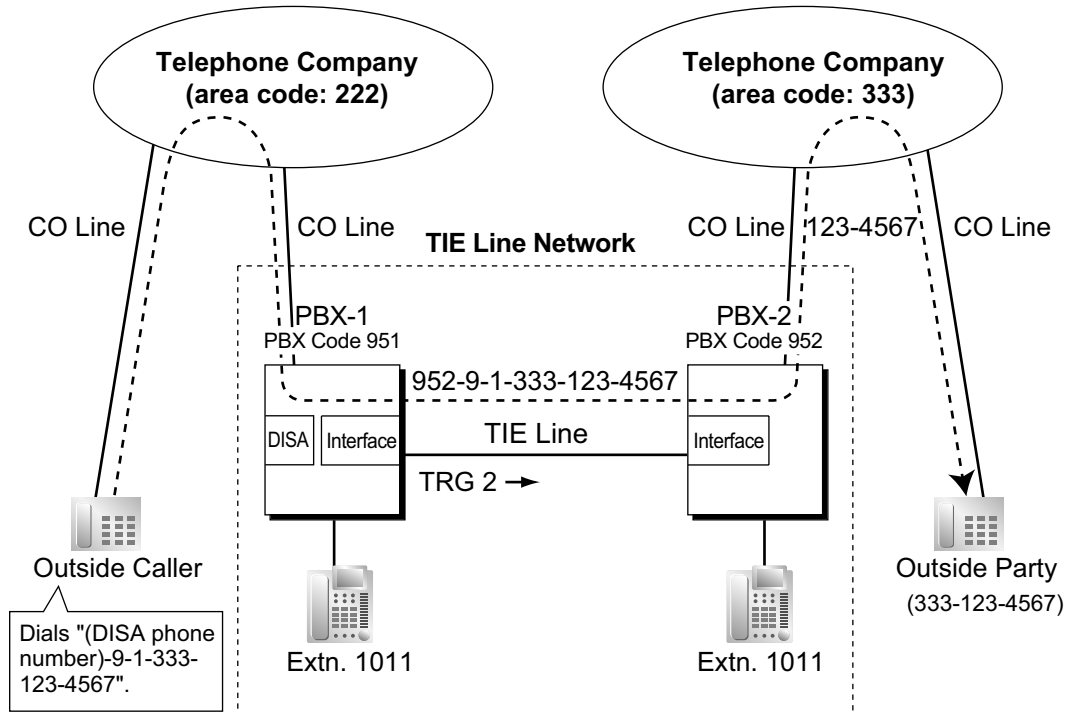 Telephone Company
(area code: 222)
Telephone Company
(area code: 333)
CO Line
CO Line
CO Line
123-4567
CO Line
TIE Line Network
PBX-1
PBX Code 951
PBX-2
PBX Code 952
952-9-1-333-123-4567
DISA
Interface
TIE Line
Interface
TRG 2
Outside Caller
Outside Party
(333-123-4567)
Dials "(DISA phone
number)-9-1-333-
123-4567".
Extn. 1011
Extn. 1011